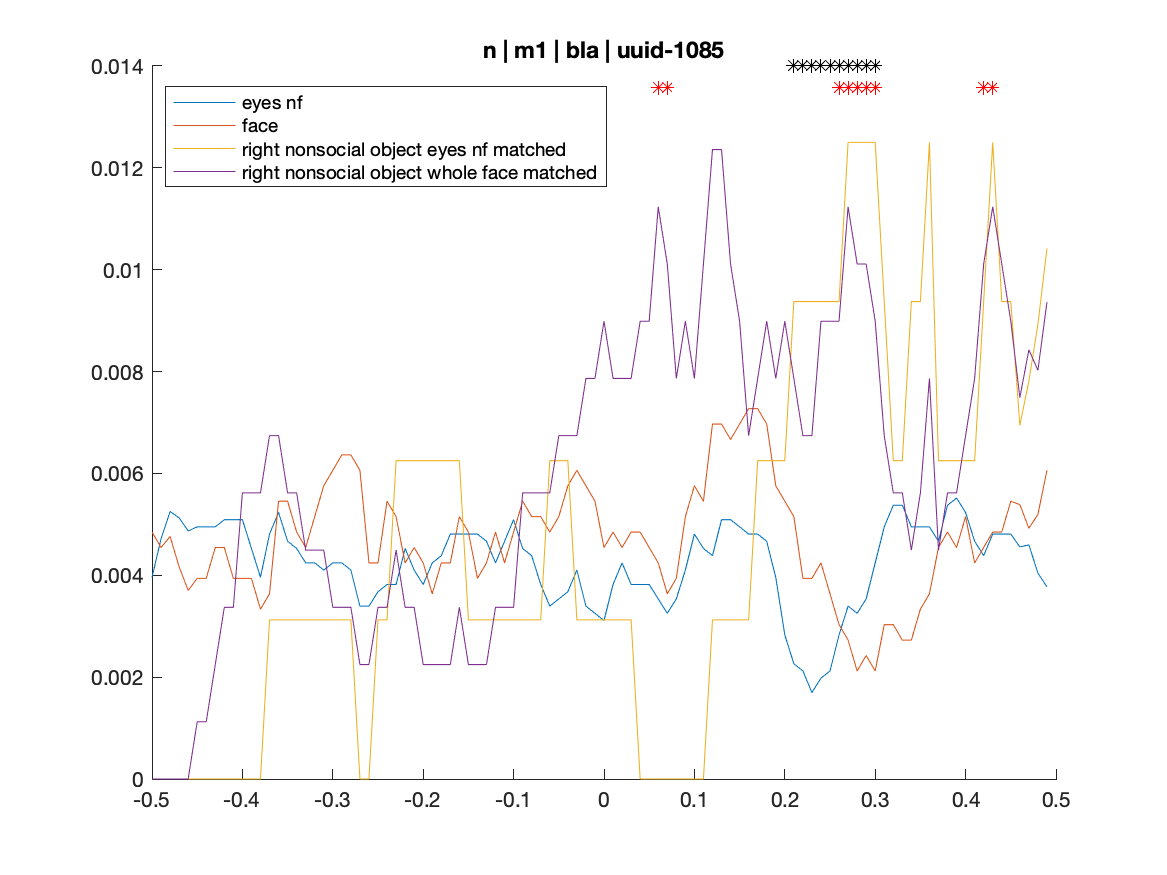 n | m1 | bla | uuid-1085
eyes nf
face
right nonsocial object eyes nf matched
right nonsocial object whole face matched
0.014
0.012
0.01
0.008
0.006
0.004
0.002
0
-0.5 -0.4 -0.3 -0.2 -0.1 0 0.1 0.2 0.3 0.4 0.5